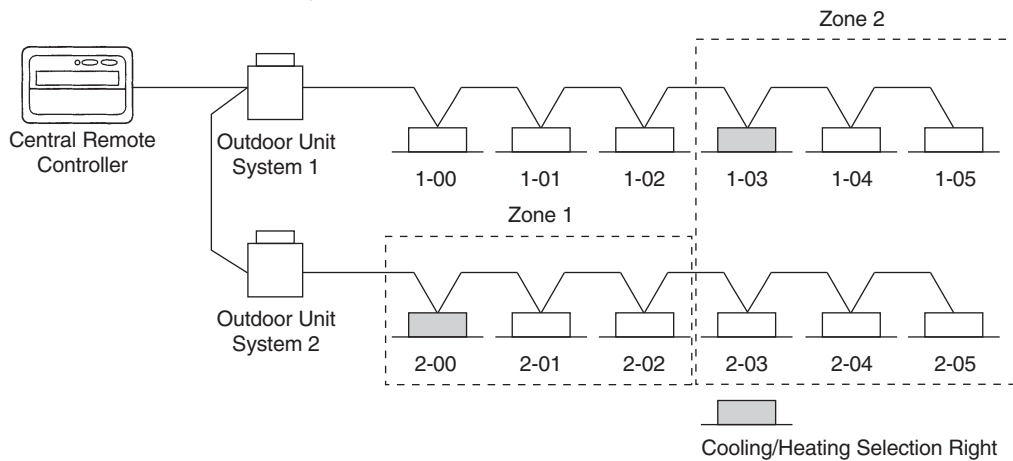 Zone 2
Central Remote
Controller
Outdoor Unit
System 1
1-00 1-01 1-02 1-03 1-04 1-05
Zone 1
Outdoor Unit
System 2
2-00 2-01 2-02 2-03 2-04 2-05
Cooling/Heating Selection Right